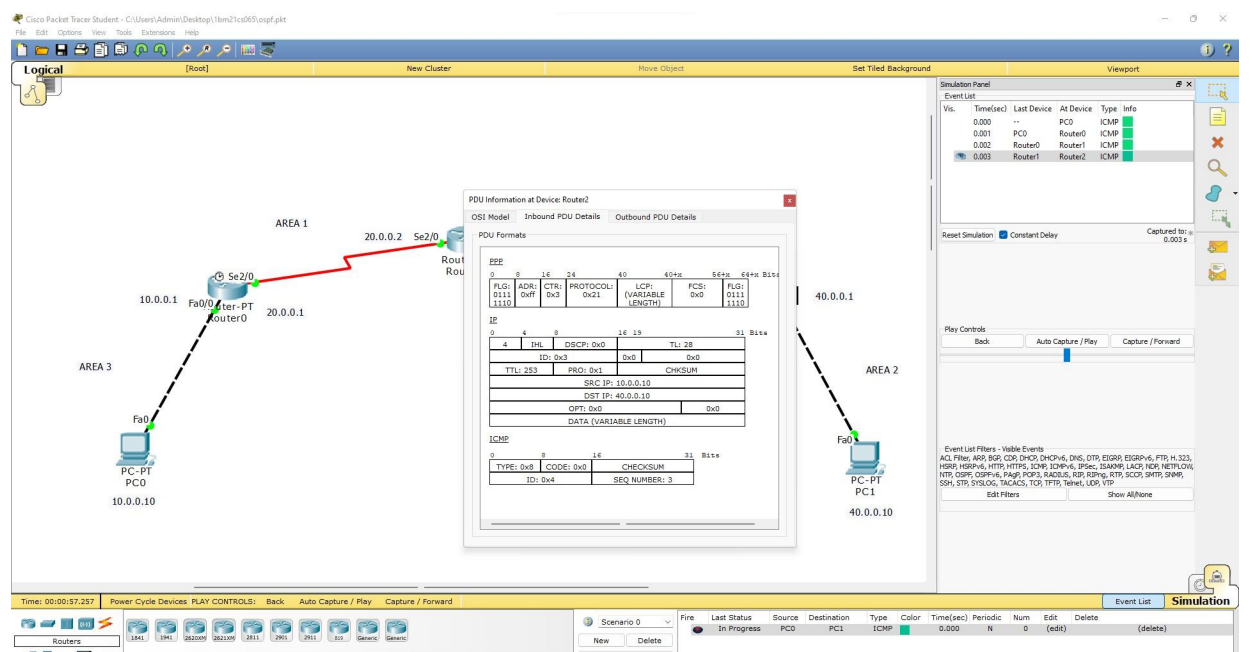 Cisco Packet Tracer Student - C:\Users\Admin\Desktop\1bm21cs065\ospf.pkt
File Edit Options View Tools Extensions Help
Logical [Root] New Cluster Move Object Set Tiled Background Viewport
AREA 1
20.0.0.2 Se2/0
Rout
Rou
Se2/0
10.0.0.1 Fa0/0
Router0
20.0.0.1
AREA 3
Fa0
PC-PT
PC0
10.0.0.10
PDU Information at Device: Router2
OSI Model Inbound PDU Details Outbound PDU Details
PDU Formats
PPP
0 8 16 24 40 40+x 56+x 64+x Bits
FLG: 0111 1110 ADR: 0xff CTR: 0x3 PROTOCOL: 0x21 LCP: (VARIABLE LENGTH) FCS: 0x0 FLG: 0111 1110
IP
0 4 8 16 19 31 Bits
4 IHL DSCP: 0x0 TL: 28
ID: 0x3 0x0 0x0
TTL: 253 PRO: 0x1 CHKSUM
SRC IP: 10.0.0.10
DST IP: 40.0.0.10
OPT: 0x0 0x0
DATA (VARIABLE LENGTH)
ICMP
0 8 16 31 Bits
TYPE: 0x8 CODE: 0x0 CHECKSUM
ID: 0x4 SEQ NUMBER: 3
40.0.0.1
AREA 2
Fa0
PC-PT
PC1
40.0.0.10
Simulation Panel
Event List
Vis. Time(sec) Last Device At Device Type Info
0.000 -- PC0 ICMP
0.001 PC0 Router0 ICMP
0.002 Router0 Router1 ICMP
0.003 Router1 Router2 ICMP
Reset Simulation Constant Delay Captured to:
0.003 s
Play Controls
Back Auto Capture / Play Capture / Forward
Event List Filters - Visible Events
ACL Filter, ARP, BGP, CDP, DHCP, DHCPv6, DNS, DTP, EIGRP, EIGRPv6, FTP, H.323,
HSRP, HSRPv6, HTTP, HTTPS, ICMP, ICMPv6, IPSec, ISAKMP, LACP, NDP, NETFLOW,
NTP, OSPF, OSPFv6, PAgP, POP3, RADIUS, RIP, RIPng, RTP, SCCP, SMTP, SNMP,
SSH, STP, SYSLOG, TACACS, TCP, TFTP, Telnet, UDP, VTP
Edit Filters Show All/None
Time: 00:00:57.257 Power Cycle Devices PLAY CONTROLS: Back Auto Capture / Play Capture / Forward Event List Simulation
Routers
1841 1941 2620XM 2621XM 2811 2901 2911 819 Generic Generic
Scenario 0
New Delete
Fire Last Status Source Destination Type Color Time(sec) Periodic Num Edit Delete
In Progress PC0 PC1 ICMP 0.000 N 0 (edit) (delete)